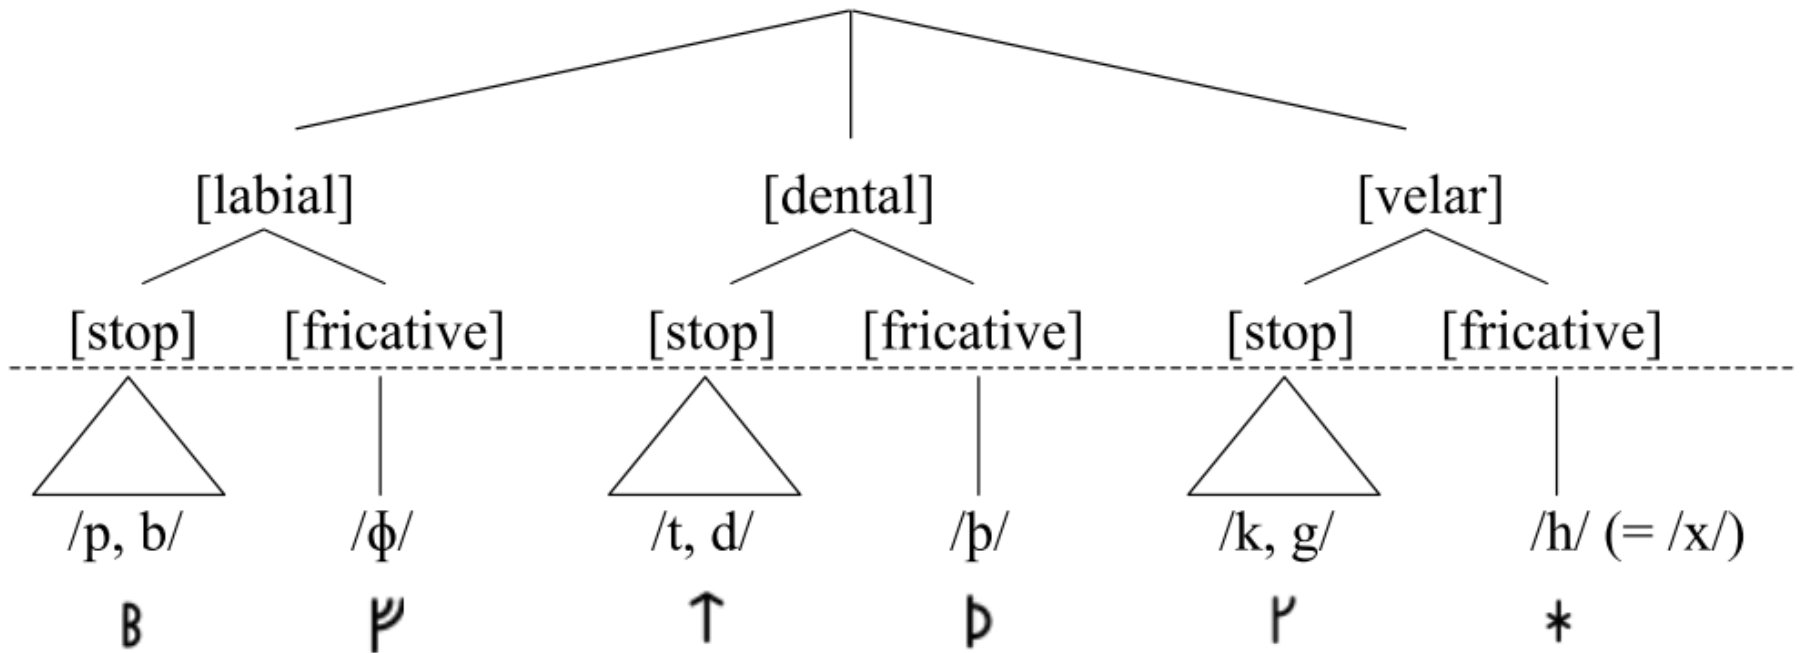 [labial] [dental] [velar]
[stop] [fricative] [stop] [fricative] [stop] [fricative]
/p, b/ /ɸ/ /t, d/ /þ/ /k, g/ /h/ (= /x/)
ᛒ ᚠ ᛏ ᚦ ᚴ ᚼ